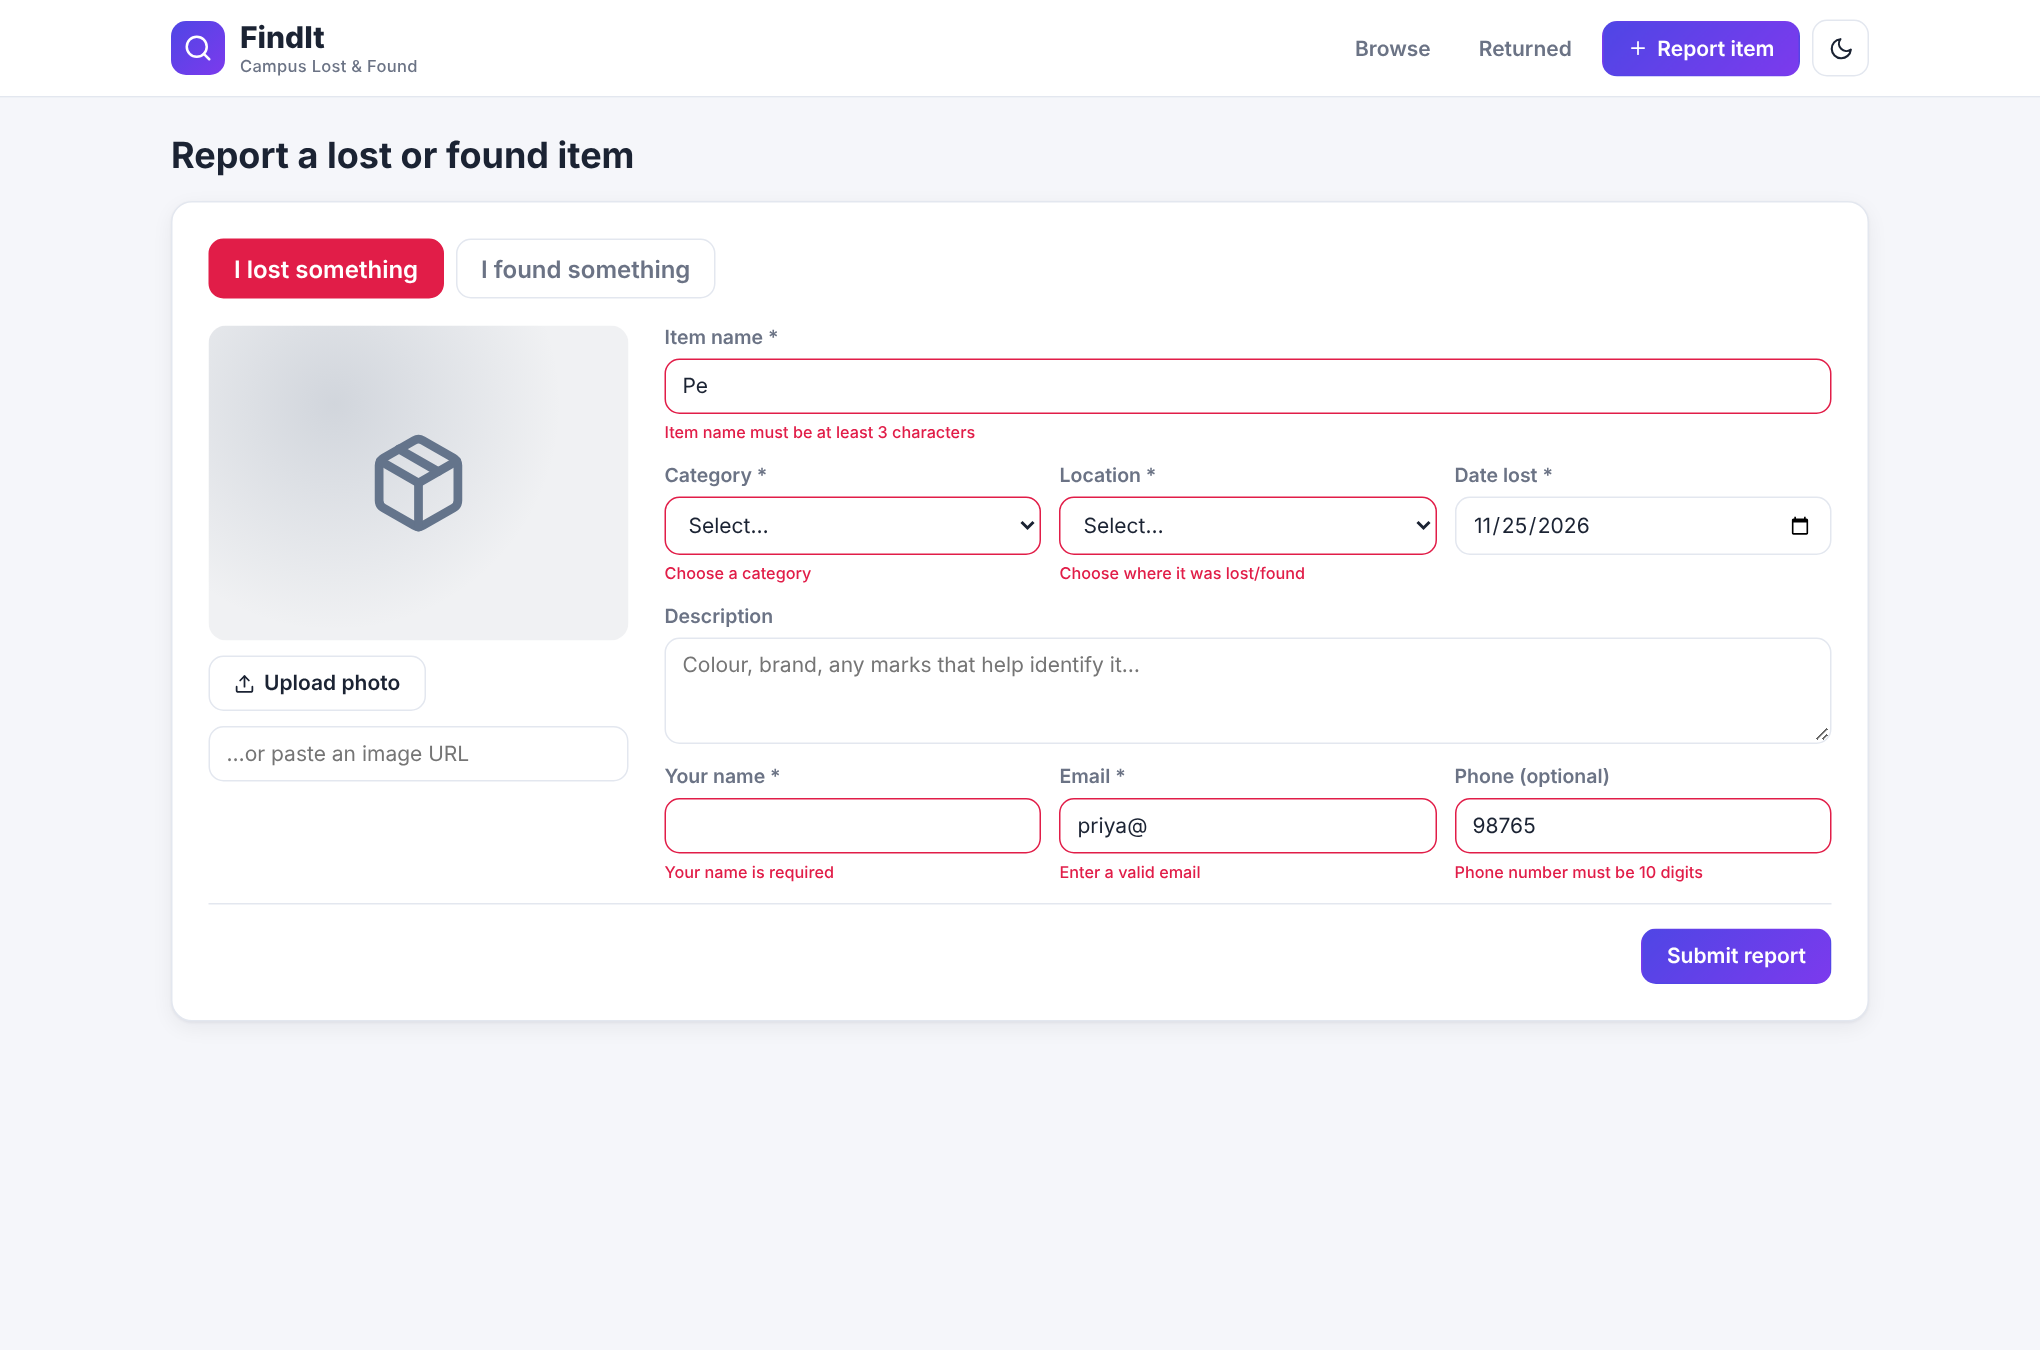 FindIt
Campus Lost & Found
Browse
Returned
+ Report item
Report a lost or found item
I lost something
I found something
Item name *
Pe
Item name must be at least 3 characters
Category *
Location *
Date lost *
Select...
Select...
11/25/2026
Choose a category
Choose where it was lost/found
Description
Colour, brand, any marks that help identify it...
Upload photo
...or paste an image URL
Your name *
Email *
Phone (optional)
priya@
98765
Your name is required
Enter a valid email
Phone number must be 10 digits
Submit report